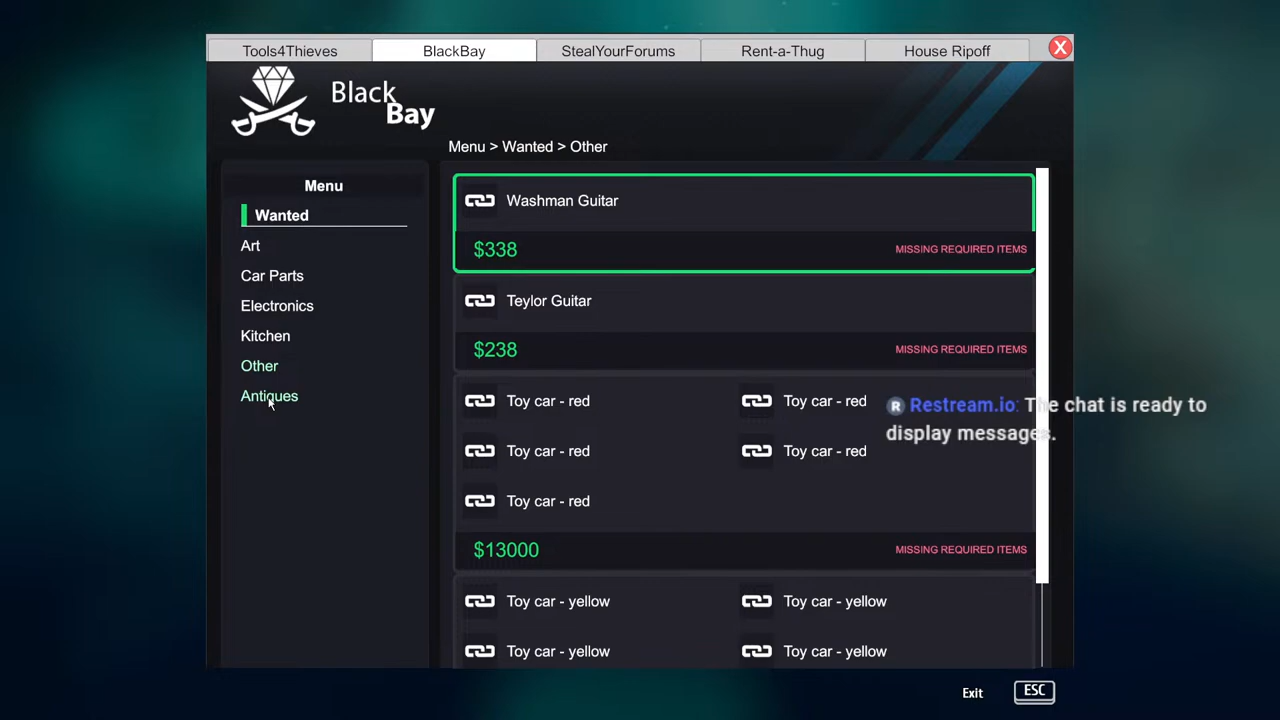 Tools4Thieves
BlackBay
StealYourForums
Rent-a-Thug
House Ripoff
X
Black
Bay
Menu > Wanted > Other
Menu
Wanted
Art
Car Parts
Electronics
Kitchen
Other
Antiques
Washman Guitar
$338
MISSING REQUIRED ITEMS
Teylor Guitar
$238
MISSING REQUIRED ITEMS
Toy car - red
Toy car - red
Toy car - red
Toy car - red
Toy car - red
$13000
MISSING REQUIRED ITEMS
Toy car - yellow
Toy car - yellow
Toy car - yellow
Toy car - yellow
R Restream.io: The chat is ready to
display messages.
Exit
ESC